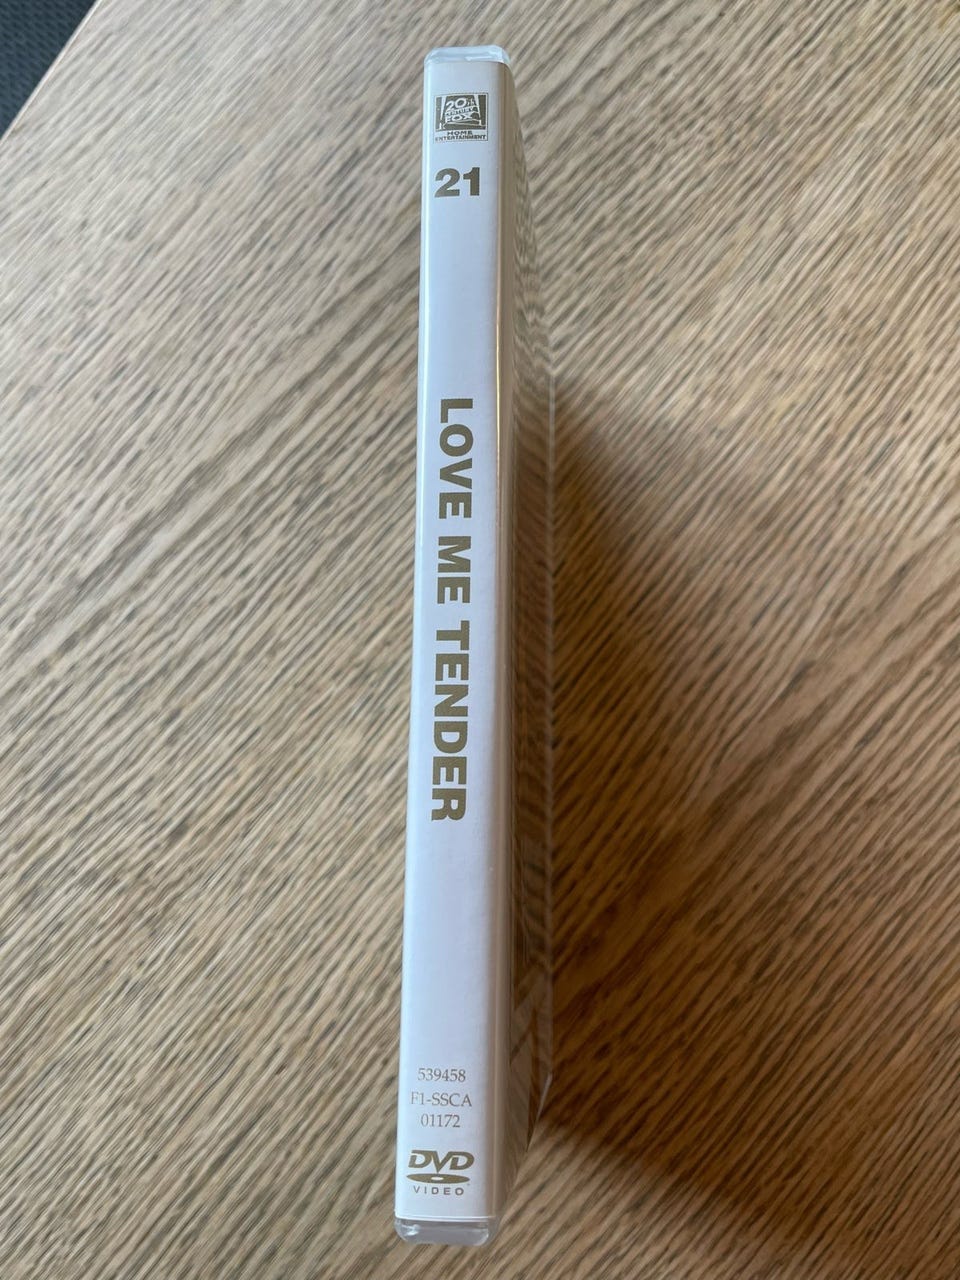 20th
CENTURY
FOX
HOME
ENTERTAINMENT
21
LOVE ME TENDER
539458
F1-SSCA
01172
DVD
VIDEO